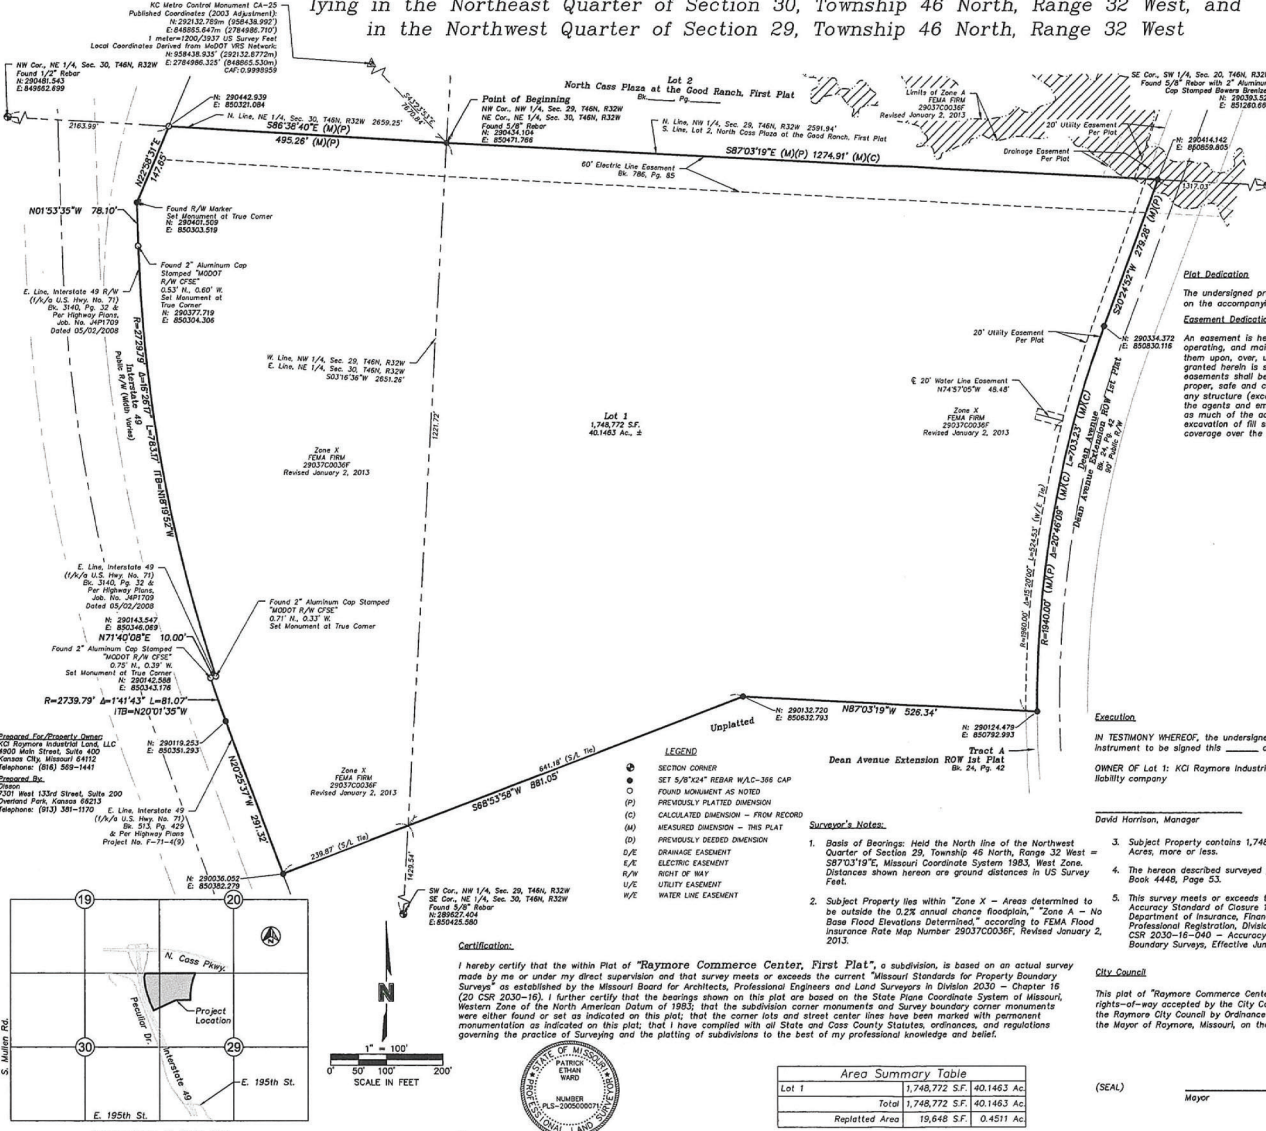 lying in the Northeast Quarter of Section 30, Township 46 North, Range 32 West, and
in the Northwest Quarter of Section 29, Township 46 North, Range 32 West
KC Metro Control Monument CA-25
Published Coordinates (2003 Adjustment):
N: 292132.789m (958438.992')
E: 848865.647m (2784986.710')
1 meter=1200/3937 US Survey Feet
Local Coordinates Derived from MoDOT VRS Network:
N: 958438.935' (292132.8772m)
E: 2784986.325' (848865.530m)
CAF: 0.9998959
NW Cor., NE 1/4, Sec. 30, T46N, R32W
Found 1/2" Rebar
N: 290481.543
E: 849662.699
2163.99'
N: 290442.939
E: 850321.084
N. Line, NE 1/4, Sec. 30, T46N, R32W 2659.25'
S86°38'40"E (M)(P)
495.26' (M)(P)
Point of Beginning
NW Cor., NW 1/4, Sec. 29, T46N, R32W
NE Cor., NE 1/4, Sec. 30, T46N, R32W
Found 5/8" Rebar
N: 290434.104
E: 850471.766
Lot 2
North Cass Plaza at the Good Ranch, First Plat
Bk.____ Pg.____
N. Line, NW 1/4, Sec. 29, T46N, R32W 2591.94'
S. Line, Lot 2, North Cass Plaza at the Good Ranch, First Plat
S87°03'19"E (M)(P) 1274.91' (M)(C)
60' Electric Line Easement
Bk. 786, Pg. 85
Limits of Zone A
FEMA FIRM
29037C0036F
Revised January 2, 2013
20' Utility Easement
Per Plat
Drainage Easement
Per Plat
SE Cor., SW 1/4, Sec. 20, T46N, R32W
Found 5/8" Rebar with 2" Aluminum
Cap Stamped Bowers
N: 290393.52
E: 851260.66
N: 290414.142
E: 850859.805
1317.03'
N22°58'31"E
147.65'
N01°53'35"W 78.10'
Found R/W Marker
Set Monument at True Corner
N: 290401.509
E: 850303.519
Found 2" Aluminum Cap
Stamped "MODOT
R/W CFSE"
0.53' N., 0.60' W.
Set Monument at
True Corner
N: 290377.719
E: 850304.306
E. Line, Interstate 49 R/W
(f/k/a U.S. Hwy. No. 71)
Bk. 3140, Pg. 32 &
Per Highway Plans,
Job. No. J4P1709
Dated 05/02/2008
R=2729.79' Δ=16°26'17" L=783.17' ITB=N18°19'52"W
Interstate 49
Public R/W (Width Varies)
W. Line, NW 1/4, Sec. 29, T46N, R32W
E. Line, NE 1/4, Sec. 30, T46N, R32W
S03°16'36"W 2651.26'
1221.72'
Zone X
FEMA FIRM
29037C0036F
Revised January 2, 2013
Lot 1
1,748,772 S.F.
40.1463 Ac., ±
20' Utility Easement
Per Plat
℄ 20' Water Line Easement
N74°57'05"W 48.48'
Zone X
FEMA FIRM
29037C0036F
Revised January 2, 2013
S20°24'52"W 279.28' (M)(P)
N: 290334.372
E: 850830.116
R=1940.00' (M)(P) Δ=20°46'09" (M)(C) L=703.23' (M)(C)
R=1960.00' Δ=15°20'00" L=524.53' (W/E Tie)
Dean Avenue
Dean Avenue Extension ROW 1st Plat
Bk. 24, Pg. 42
90' Public R/W
Plat Dedication
The undersigned pr
on the accompanyi
Easement Dedication
An easement is he
operating, and mai
them upon, over, u
granted herein is s
easements shall be
proper, safe and c
any structure (exc
the agents and em
as much of the ad
excavation of fill s
coverage over the
E. Line, Interstate 49
(f/k/a U.S. Hwy. No. 71)
Bk. 3140, Pg. 32 &
Per Highway Plans,
Job. No. J4P1709
Dated 05/02/2008
N: 290143.547
E: 850346.069
N71°40'08"E 10.00'
Found 2" Aluminum Cap Stamped
"MODOT R/W CFSE"
0.75' N., 0.39' W.
Set Monument at True Corner
N: 290142.588
E: 850343.176
Found 2" Aluminum Cap Stamped
"MODOT R/W CFSE"
0.71' N., 0.33' W.
Set Monument at True Corner
R=2739.79' Δ=1°41'43" L=81.07'
ITB=N20°01'35"W
N: 290119.253
E: 850351.293
N20°25'37"W 291.32'
E. Line, Interstate 49
(f/k/a U.S. Hwy. No. 71)
Bk. 513, Pg. 429
& Per Highway Plans
Project No. F-71-4(9)
Prepared For/Property Owner:
KCI Raymore Industrial Land, LLC
4900 Main Street, Suite 400
Kansas City, Missouri 64112
Telephone: (816) 569-1441
Prepared By:
Olsson
7301 West 133rd Street, Suite 200
Overland Park, Kansas 66213
Telephone: (913) 381-1170
N: 290036.052
E: 850382.279
Zone X
FEMA FIRM
29037C0036F
Revised January 2, 2013
239.87' (S/L Tie)
641.18' (S/L Tie)
S68°53'58"W 881.05'
1429.54'
Unplatted
N: 290132.720
E: 850632.793
N87°03'19"W 526.34'
N: 290124.479
E: 850792.993
Tract A
Dean Avenue Extension ROW 1st Plat
Bk. 24, Pg. 42
SW Cor., NW 1/4, Sec. 29, T46N, R32W
SE Cor., NE 1/4, Sec. 30, T46N, R32W
Found 5/8" Rebar
N: 289627.404
E: 850425.580
LEGEND
SECTION CORNER
SET 5/8"X24" REBAR W/LC-366 CAP
FOUND MONUMENT AS NOTED
(P) PREVIOUSLY PLATTED DIMENSION
(C) CALCULATED DIMENSION - FROM RECORD
(M) MEASURED DIMENSION - THIS PLAT
(D) PREVIOUSLY DEEDED DIMENSION
D/E DRAINAGE EASEMENT
E/E ELECTRIC EASEMENT
R/W RIGHT OF WAY
U/E UTILITY EASEMENT
W/E WATER LINE EASEMENT
Surveyor's Notes:
1. Basis of Bearings: Held the North line of the Northwest
Quarter of Section 29, Township 46 North, Range 32 West =
S87°03'19"E, Missouri Coordinate System 1983, West Zone.
Distances shown hereon are ground distances in US Survey
Feet.
2. Subject Property lies within "Zone X - Areas determined to
be outside the 0.2% annual chance floodplain," "Zone A - No
Base Flood Elevations Determined," according to FEMA Flood
Insurance Rate Map Number 29037C0036F, Revised January 2,
2013.
Execution
IN TESTIMONY WHEREOF, the undersigne
instrument to be signed this ____ d
OWNER OF Lot 1: KCI Raymore Industri
liability company
David Harrison, Manager
3. Subject Property contains 1,748
Acres, more or less.
4. The hereon described surveyed
Book 4448, Page 53.
5. This survey meets or exceeds t
Accuracy Standard of Closure 1
Department of Insurance, Finan
Professional Registration, Divisio
CSR 2030-16-040 - Accuracy
Boundary Surveys, Effective Jun
Certification:
I hereby certify that the within Plat of "Raymore Commerce Center, First Plat", a subdivision, is based on an actual survey
made by me or under my direct supervision and that survey meets or exceeds the current "Missouri Standards for Property Boundary
Surveys" as established by the Missouri Board for Architects, Professional Engineers and Land Surveyors in Division 2030 - Chapter 16
(20 CSR 2030-16). I further certify that the bearings shown on this plat are based on the State Plane Coordinate System of Missouri,
Western Zone of the North American Datum of 1983; that the subdivision corner monuments and Survey boundary corner monuments
were either found or set as indicated on this plat; that the corner lots and street center lines have been marked with permanent
monumentation as indicated on this plat; that I have complied with all State and Cass County Statutes, ordinances, and regulations
governing the practice of Surveying and the platting of subdivisions to the best of my professional knowledge and belief.
City Council
This plat of "Raymore Commerce Cente
rights-of-way accepted by the City Co
the Raymore City Council by Ordinance
the Mayor of Raymore, Missouri, on the
(SEAL)
Mayor
19
20
30
29
N. Cass Pkwy.
Project
Location
Peculiar Dr.
Interstate 49
E. 195th St.
E. 195th St.
S. Mullen Rd.
N
1" = 100'
0 50' 100' 200'
SCALE IN FEET
STATE OF MISSOURI
PATRICK
ETHAN
WARD
NUMBER
PLS-2005000071
PROFESSIONAL LAND SURVEYOR
Area Summary Table
Lot 1 1,748,772 S.F. 40.1463 Ac.
Total 1,748,772 S.F. 40.1463 Ac.
Replatted Area 19,648 S.F. 0.4511 Ac.